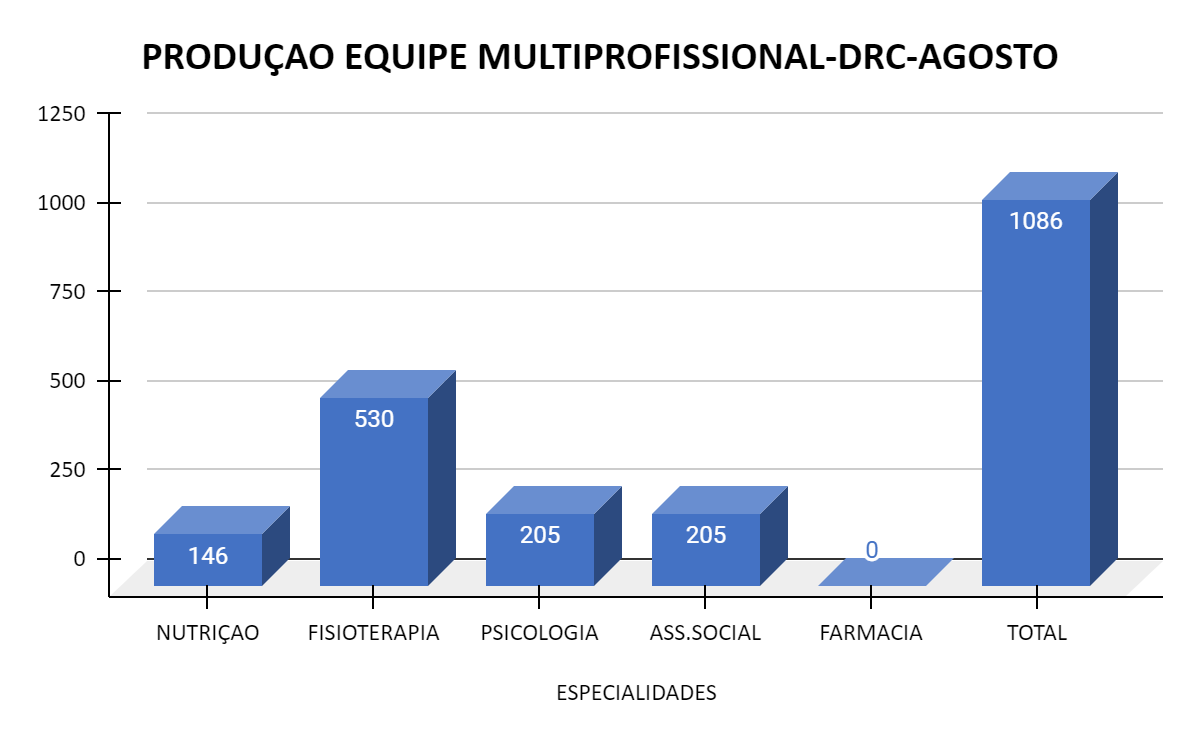 PRODUÇAO EQUIPE MULTIPROFISSIONAL-DRC-AGOSTO
1250
1000
750
500
250
0
146
530
205
205
0
1086
NUTRIÇAO
FISIOTERAPIA
PSICOLOGIA
ASS.SOCIAL
FARMACIA
TOTAL
ESPECIALIDADES